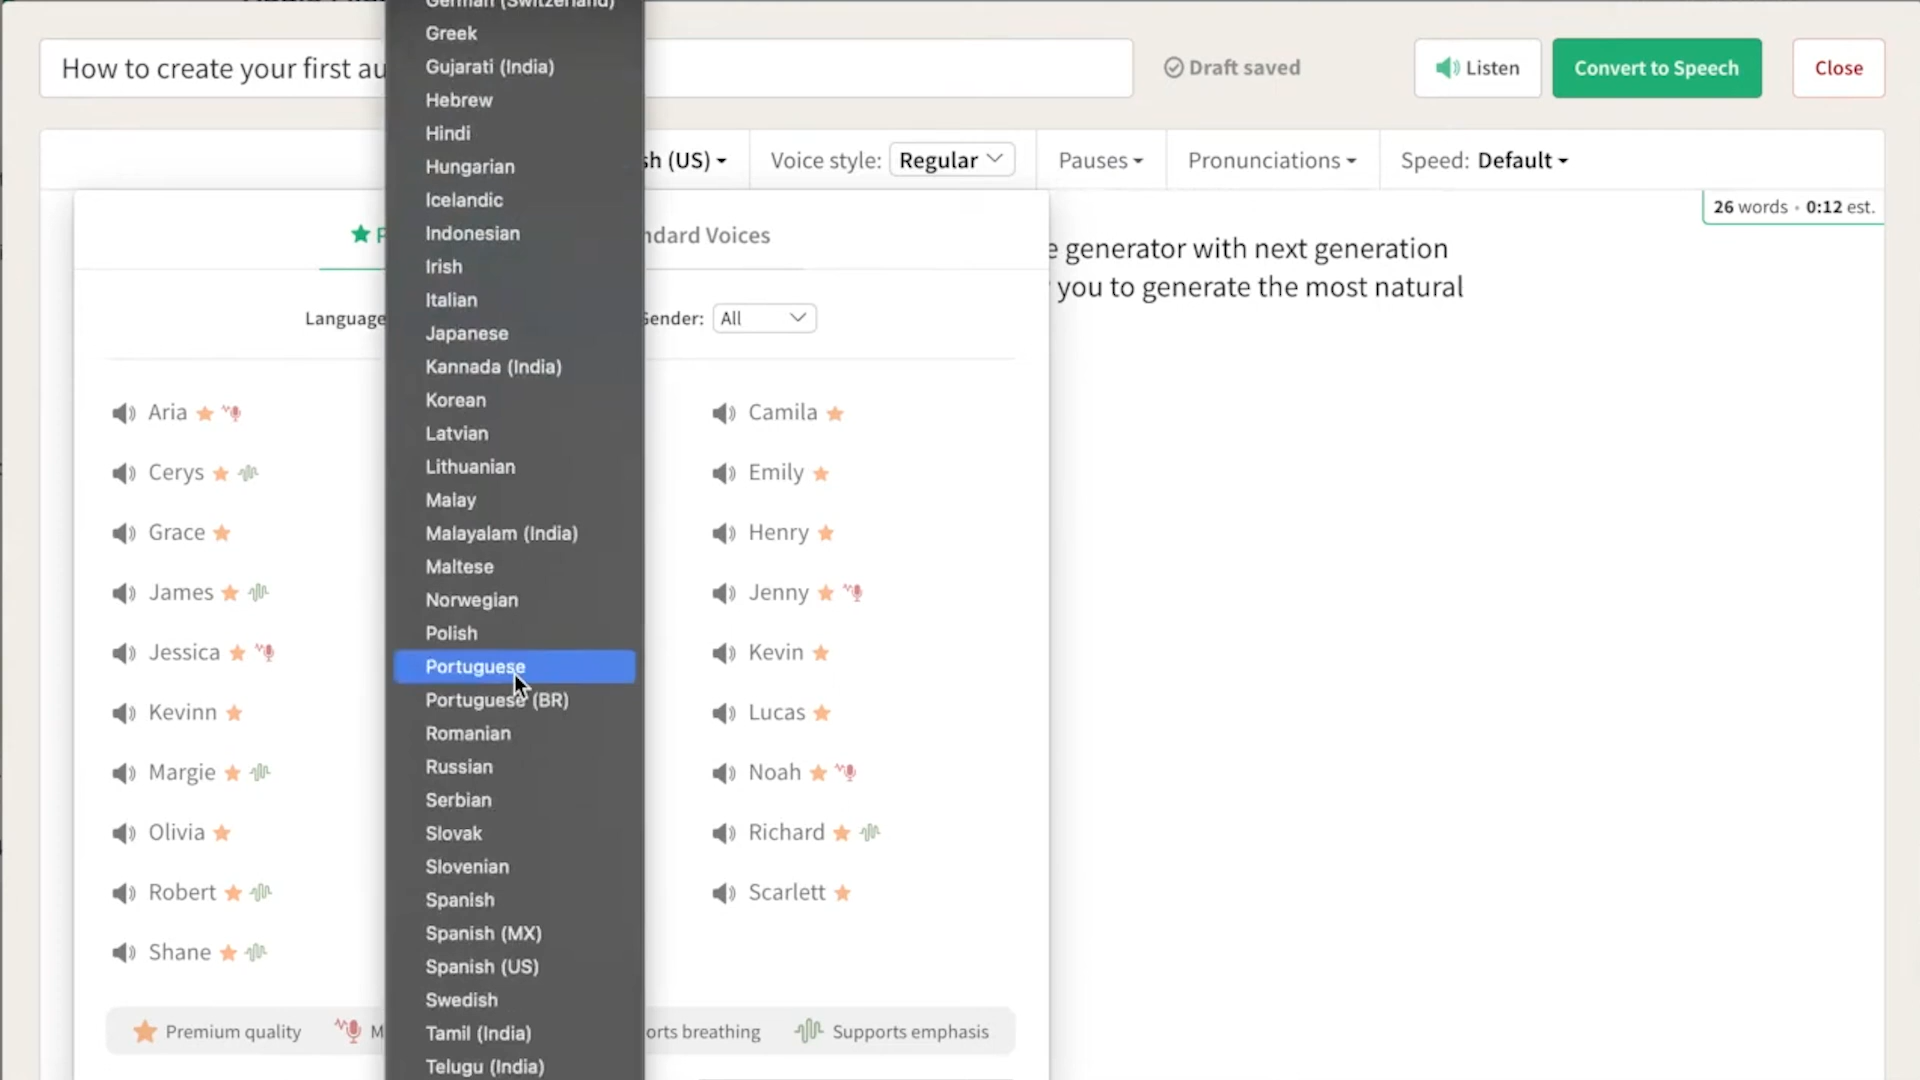 How to create your first au
Draft saved
Listen
Convert to Speech
Close
sh (US)
Voice style: Regular
Pauses
Pronunciations
Speed: Default
26 words • 0:12 est.
ndard Voices
e generator with next generation
you to generate the most natural
Language
Gender: All
Aria
Camila
Cerys
Emily
Grace
Henry
James
Jenny
Jessica
Kevin
Kevinn
Lucas
Margie
Noah
Olivia
Richard
Robert
Scarlett
Shane
Premium quality
M
orts breathing
Supports emphasis
German (Switzerland)
Greek
Gujarati (India)
Hebrew
Hindi
Hungarian
Icelandic
Indonesian
Irish
Italian
Japanese
Kannada (India)
Korean
Latvian
Lithuanian
Malay
Malayalam (India)
Maltese
Norwegian
Polish
Portuguese
Portuguese (BR)
Romanian
Russian
Serbian
Slovak
Slovenian
Spanish
Spanish (MX)
Spanish (US)
Swedish
Tamil (India)
Telugu (India)